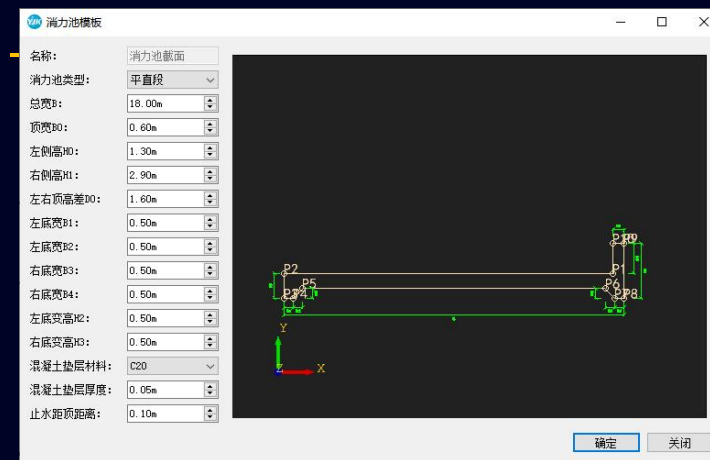 YJK 消力池模板
名称: 消力池截面
消力池类型: 平直段
总宽B: 18.00m
顶宽B0: 0.60m
左侧高H0: 1.30m
右侧高H1: 2.90m
左右顶高差D0: 1.60m
左底宽B1: 0.50m
左底宽B2: 0.50m
右底宽B3: 0.50m
右底宽B4: 0.50m
左底变高H2: 0.50m
右底变高H3: 0.50m
混凝土垫层材料: C20
混凝土垫层厚度: 0.05m
止水距顶距离: 0.10m
P2
P1
P5
P6
P8
Y
Z
X
确定
关闭